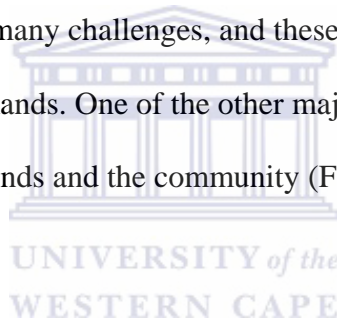 many challenges, and these
ands. One of the other maj
nds and the community (F
UNIVERSITY of the
WESTERN CAPE